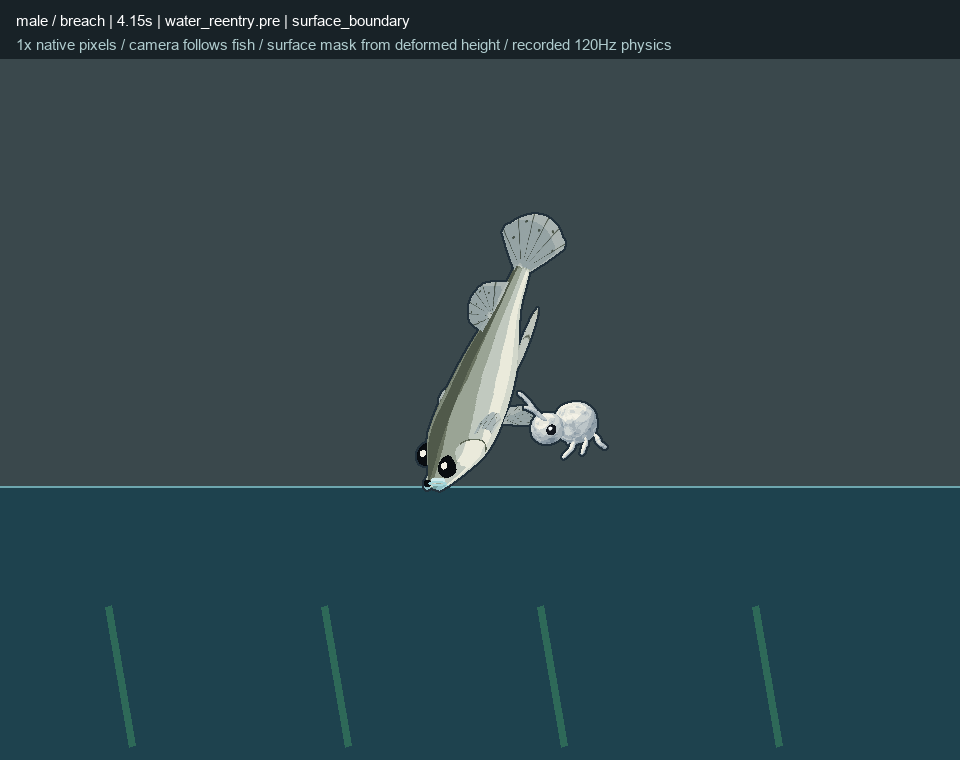 male / breach | 4.15s | water_reentry.pre | surface_boundary
1x native pixels / camera follows fish / surface mask from deformed height / recorded 120Hz physics